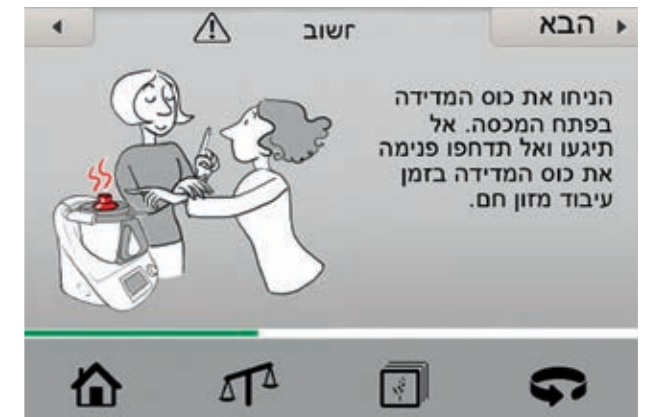 הבא
רשוב
הניחו את כוס המדידה
בפתח המכסה. אל
תיגעו ואל תדחפו פנימה
את כוס המדידה בזמן
עיבוד מזון חם.